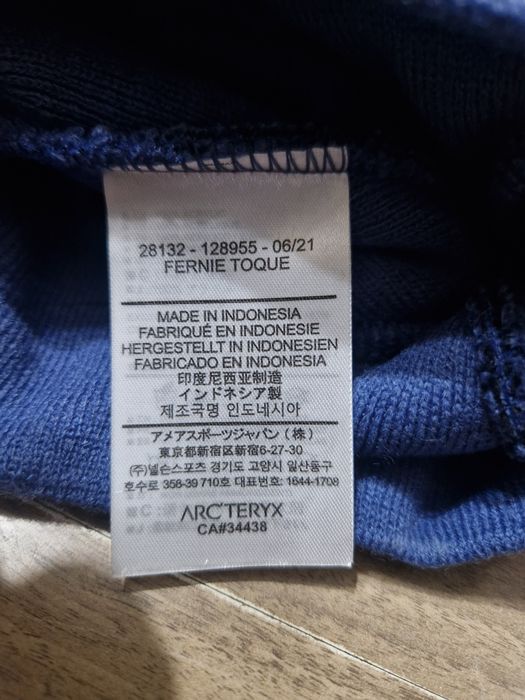 28132 - 128955 - 06/21
FERNIE TOQUE
MADE IN INDONESIA
FABRIQUÉ EN INDONESIE
HERGESTELLT IN INDONESIEN
FABRICADO EN INDONESIA
印度尼西亚制造
インドネシア製
제조국명 인도네시아
アメアスポーツジャパン (株)
東京都新宿区新宿6-27-30
(주)넬슨스포츠 경기도 고양시 일산동구
호수로 358-39 710호 대표번호: 1644-1708
ARC'TERYX
CA#34438